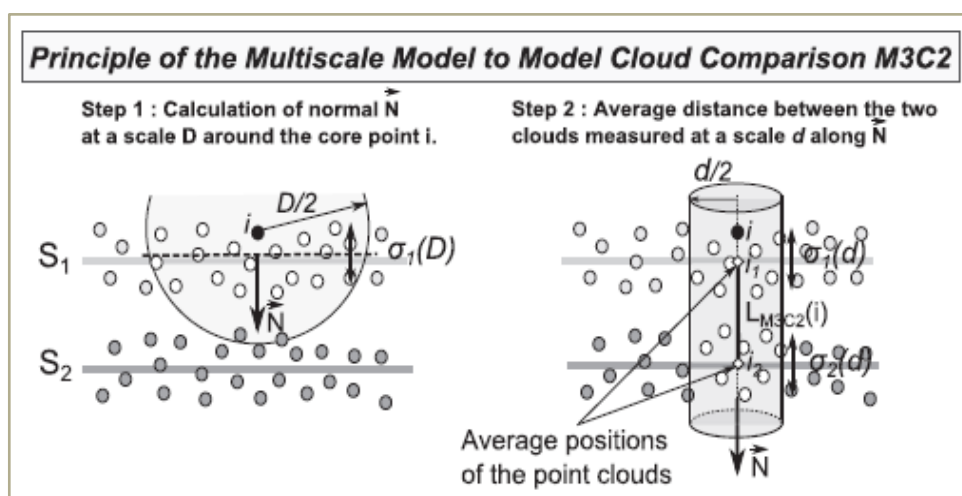 Principle of the Multiscale Model to Model Cloud Comparison M3C2
Step 1 : Calculation of normal N⃗
at a scale D around the core point i.
D/2
i
S₁
σ₁(D)
N⃗
S₂
Step 2 : Average distance between the two
clouds measured at a scale d along N⃗
d/2
i
i₁
σ₁(d)
L_M3C2(i)
i₂
σ₂(d)
Average positions
of the point clouds
N⃗